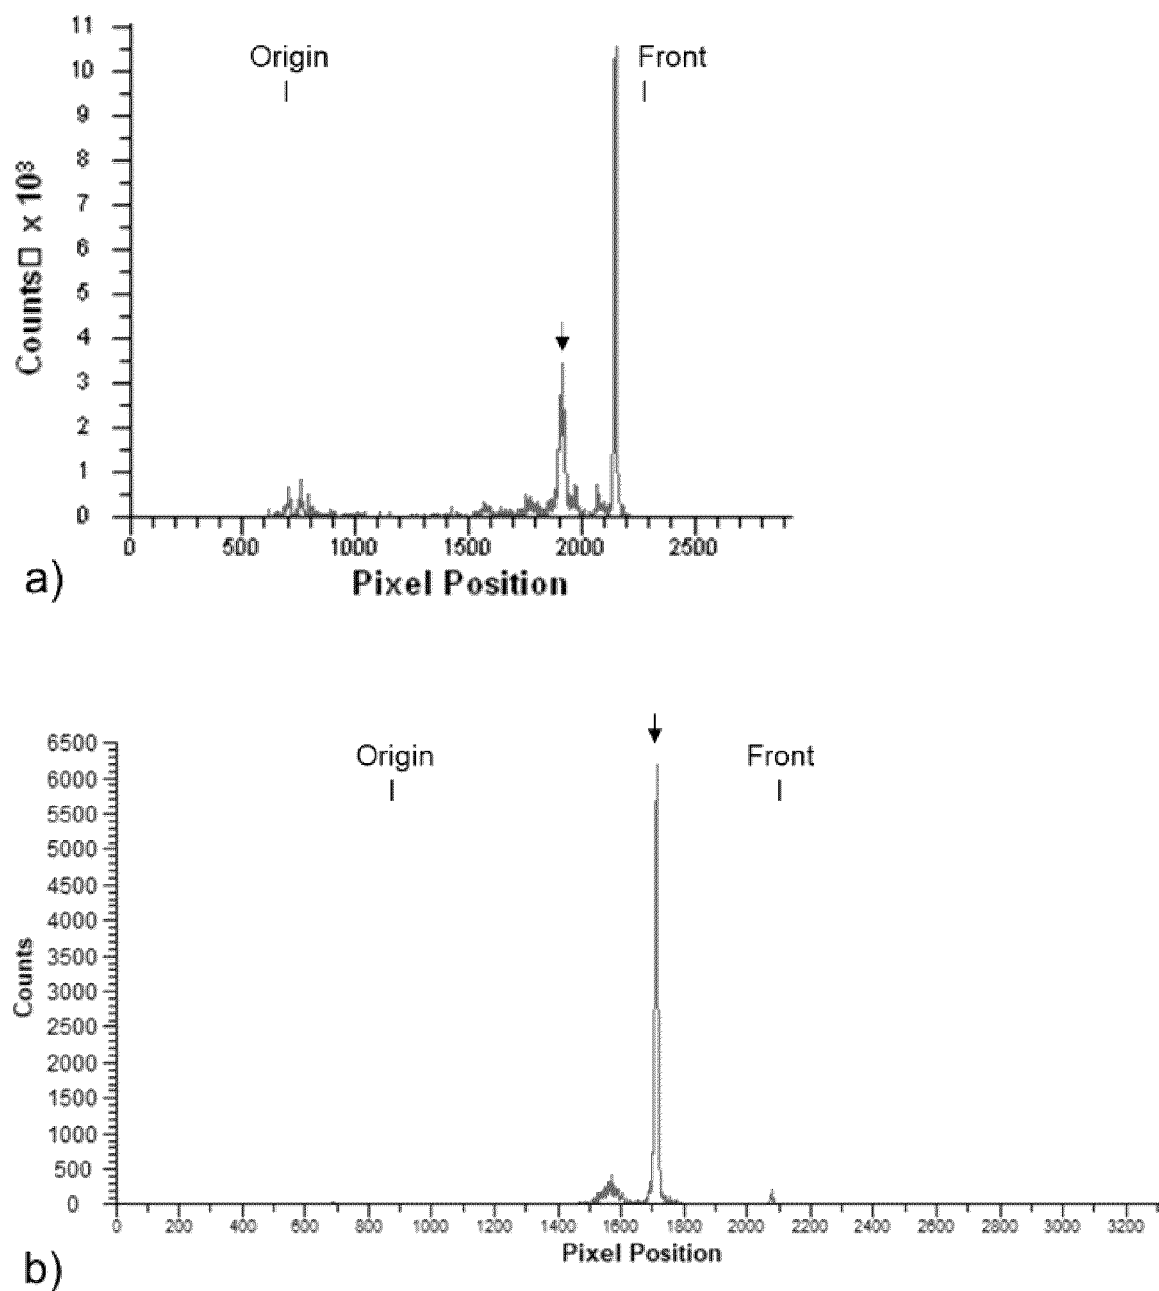 11
Origin
Front
10
9
8
7
6
5
4
3
2
1
0
Counts□ x 10³
0 500 1000 1500 2000 2500
Pixel Position
a)
6500
Origin
Front
6000
5500
5000
4500
4000
3500
3000
2500
2000
1500
1000
500
0
Counts
0 200 400 600 800 1000 1200 1400 1600 1800 2000 2200 2400 2600 2800 3000 3200
Pixel Position
b)